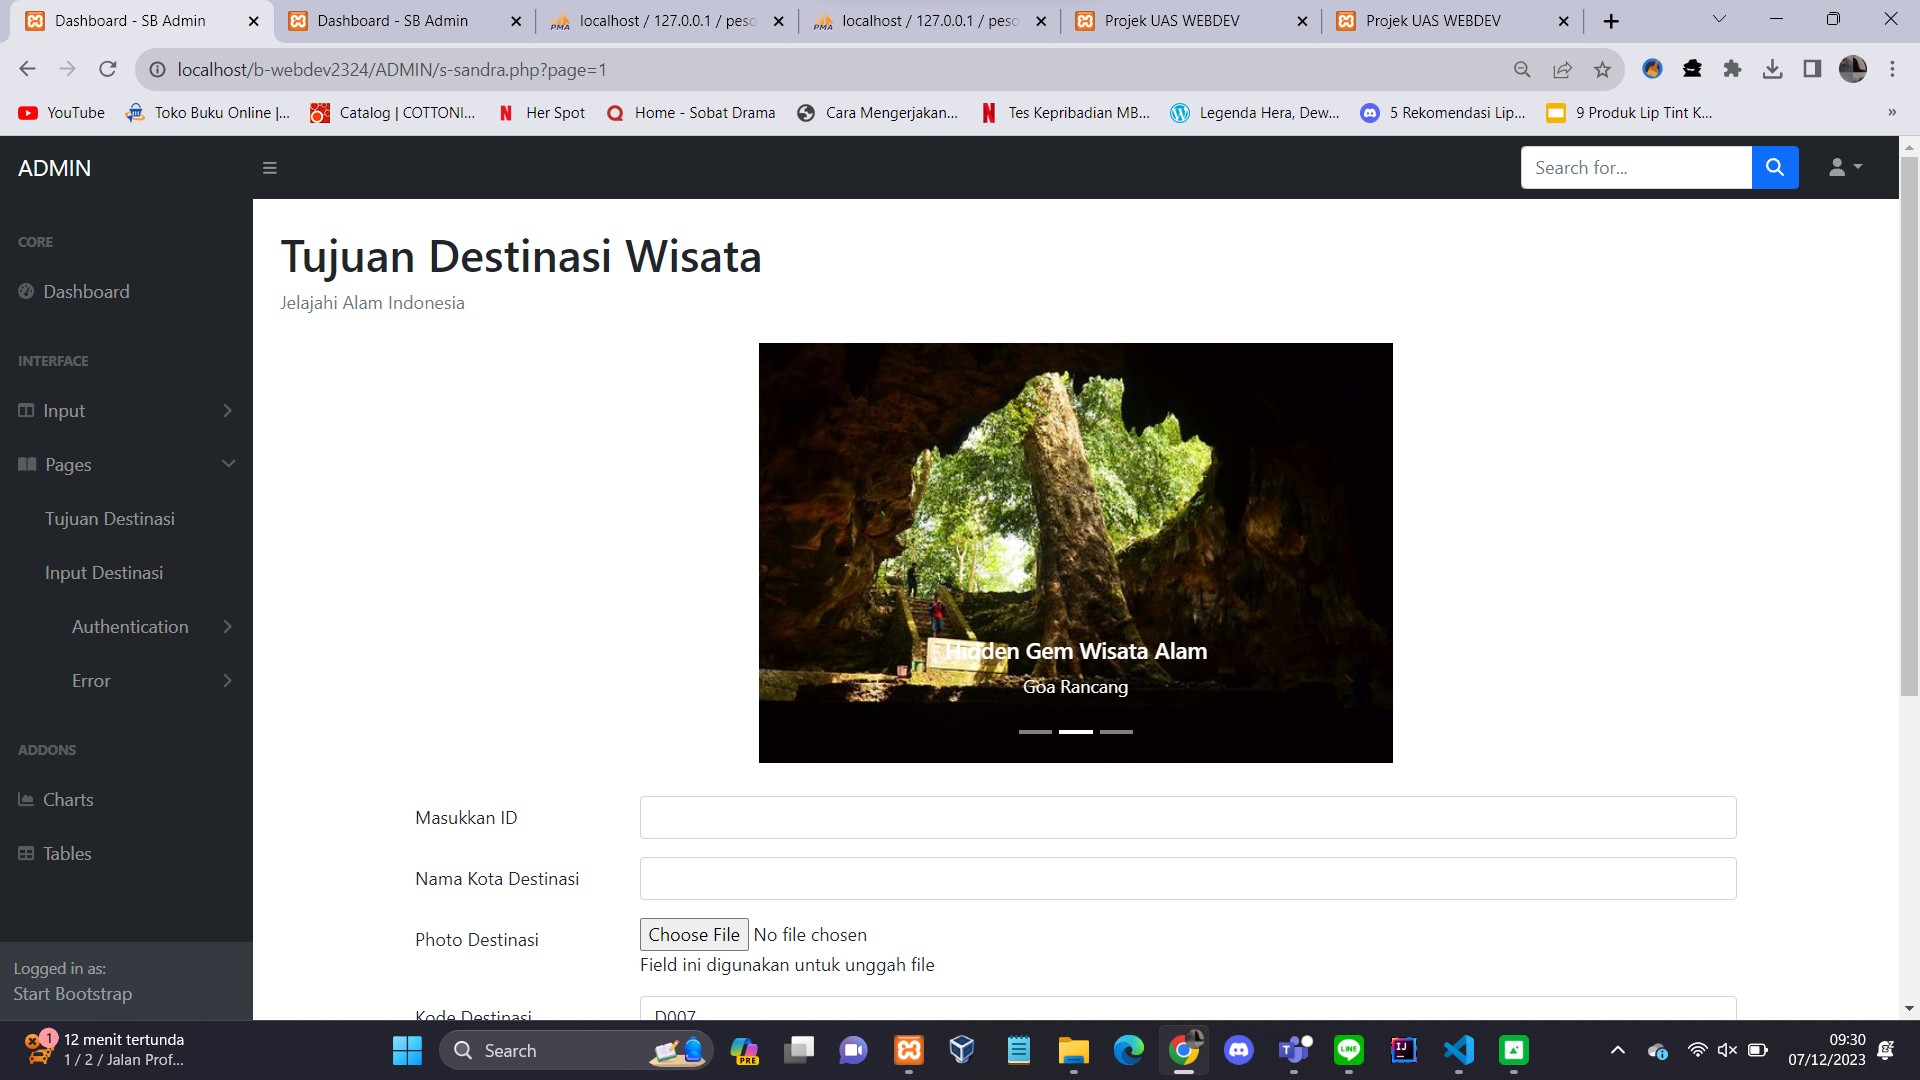 Dashboard - SB Admin
Dashboard - SB Admin
localhost / 127.0.0.1 / peso
localhost / 127.0.0.1 / peso
Projek UAS WEBDEV
Projek UAS WEBDEV
localhost/b-webdev2324/ADMIN/s-sandra.php?page=1
YouTube
Toko Buku Online |...
Catalog | COTTONI...
Her Spot
Home - Sobat Drama
Cara Mengerjakan...
Tes Kepribadian MB...
Legenda Hera, Dew...
5 Rekomendasi Lip...
9 Produk Lip Tint K...
»
ADMIN
Search for...
CORE
Dashboard
INTERFACE
Input
Pages
Tujuan Destinasi
Input Destinasi
Authentication
Error
ADDONS
Charts
Tables
Logged in as:
Start Bootstrap
Tujuan Destinasi Wisata
Jelajahi Alam Indonesia
Hidden Gem Wisata Alam
Goa Rancang
Masukkan ID
Nama Kota Destinasi
Photo Destinasi
Choose File No file chosen
Field ini digunakan untuk unggah file
Kode Destinasi
D007
1
12 menit tertunda
1 / 2 / Jalan Prof...
Search
PRE
LINE
09:30
07/12/2023